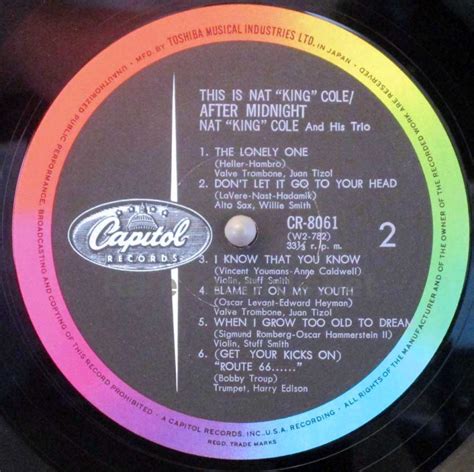 MFD. BY TOSHIBA MUSICAL INDUSTRIES LTD. IN JAPAN
ALL RIGHTS OF THE MANUFACTURER AND OF THE OWNER OF THE RECORDED WORK ARE RESERVED.
UNAUTHORIZED PUBLIC PERFORMANCE, BROADCASTING AND COPYING OF THIS RECORD PROHIBITED
THIS IS NAT "KING" COLE/
AFTER MIDNIGHT
NAT "KING" COLE And His Trio
1. THE LONELY ONE
(Heller-Hambro)
Valve Trombone, Juan Tizol
2. DON'T LET IT GO TO YOUR HEAD
(LaVere-Nast-Hadamik)
Alto Sax, Willie Smith
Capitol
RECORDS
CR-8061
(W2-782)
33⅓ r. p. m.
2
3. I KNOW THAT YOU KNOW
(Vincent Youmans-Anne Caldwell)
Violin, Stuff Smith
4. BLAME IT ON MY YOUTH
(Oscar Levant-Edward Heyman)
Valve Trombone, Juan Tizol
5. WHEN I GROW TOO OLD TO DREAM
(Sigmund Romberg-Oscar Hammerstein II)
Violin, Stuff Smith
6. (GET YOUR KICKS ON)
"ROUTE 66......"
(Bobby Troup)
Trumpet, Harry Edison
A CAPITOL RECORDS, INC., U.S.A. RECORDING
REGD. TRADE MARKS